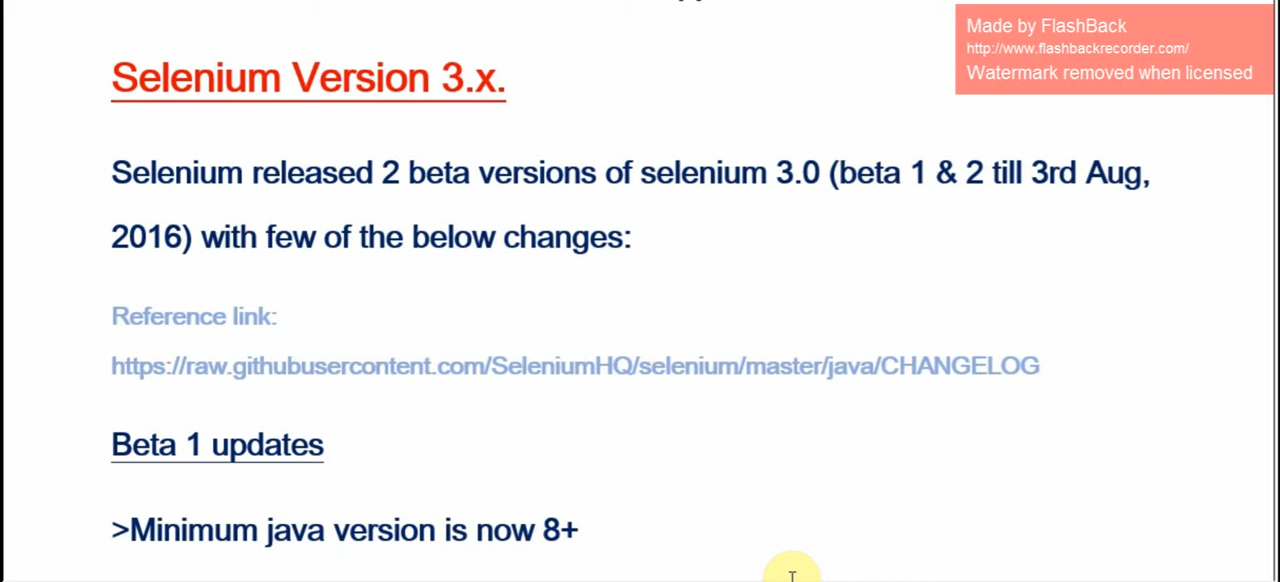 Made by FlashBack
http://www.flashbackrecorder.com/
Watermark removed when licensed
Selenium Version 3.x.
Selenium released 2 beta versions of selenium 3.0 (beta 1 & 2 till 3rd Aug,
2016) with few of the below changes:
Reference link:
https://raw.githubusercontent.com/SeleniumHQ/selenium/master/java/CHANGELOG
Beta 1 updates
>Minimum java version is now 8+